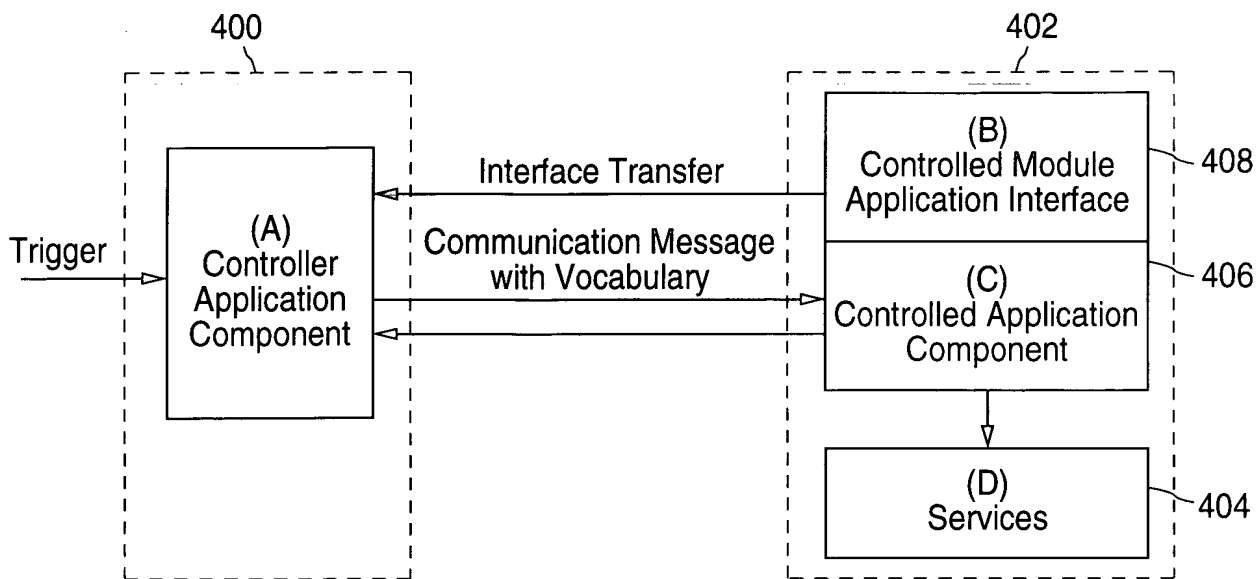 400
402
(B)
Controlled Module
Application Interface
408
Interface Transfer
(A)
Controller
Application
Component
Trigger
Communication Message
with Vocabulary
406
(C)
Controlled Application
Component
(D)
Services
404